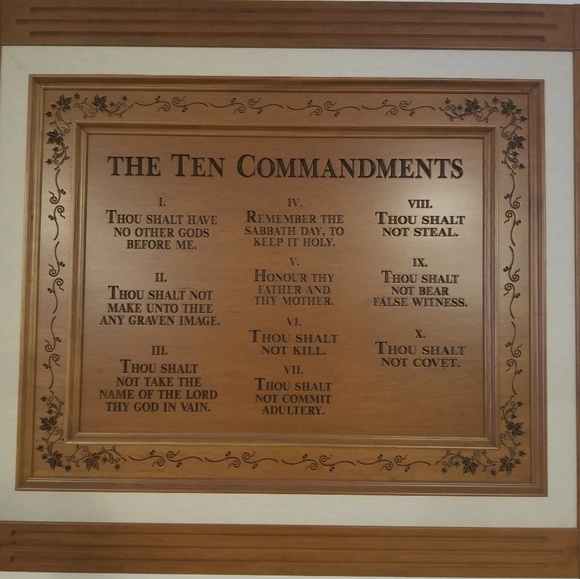 THE TEN COMMANDMENTS
I.
THOU SHALT HAVE
NO OTHER GODS
BEFORE ME.
II.
THOU SHALT NOT
MAKE UNTO THEE
ANY GRAVEN IMAGE.
III.
THOU SHALT
NOT TAKE THE
NAME OF THE LORD
THY GOD IN VAIN.
IV.
REMEMBER THE
SABBATH DAY, TO
KEEP IT HOLY.
V.
HONOUR THY
FATHER AND
THY MOTHER.
VI.
THOU SHALT
NOT KILL.
VII.
THOU SHALT
NOT COMMIT
ADULTERY.
VIII.
THOU SHALT
NOT STEAL.
IX.
THOU SHALT
NOT BEAR
FALSE WITNESS.
X.
THOU SHALT
NOT COVET.